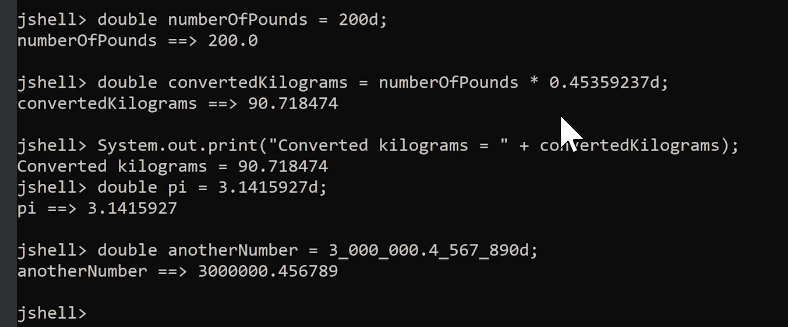 jshell> double numberOfPounds = 200d;
numberOfPounds ==> 200.0
jshell> double convertedKilograms = numberOfPounds * 0.45359237d;
convertedKilograms ==> 90.718474
jshell> System.out.print("Converted kilograms = " + convertedKilograms);
Converted kilograms = 90.718474
jshell> double pi = 3.1415927d;
pi ==> 3.1415927
jshell> double anotherNumber = 3_000_000.4_567_890d;
anotherNumber ==> 3000000.456789
jshell>